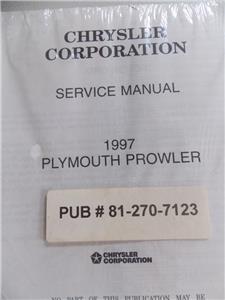 CHRYSLER
CORPORATION
SERVICE MANUAL
1997
PLYMOUTH PROWLER
PUB # 81-270-7123
CHRYSLER
CORPORATION
NO PART OF THIS PUBLICATION MAY BE